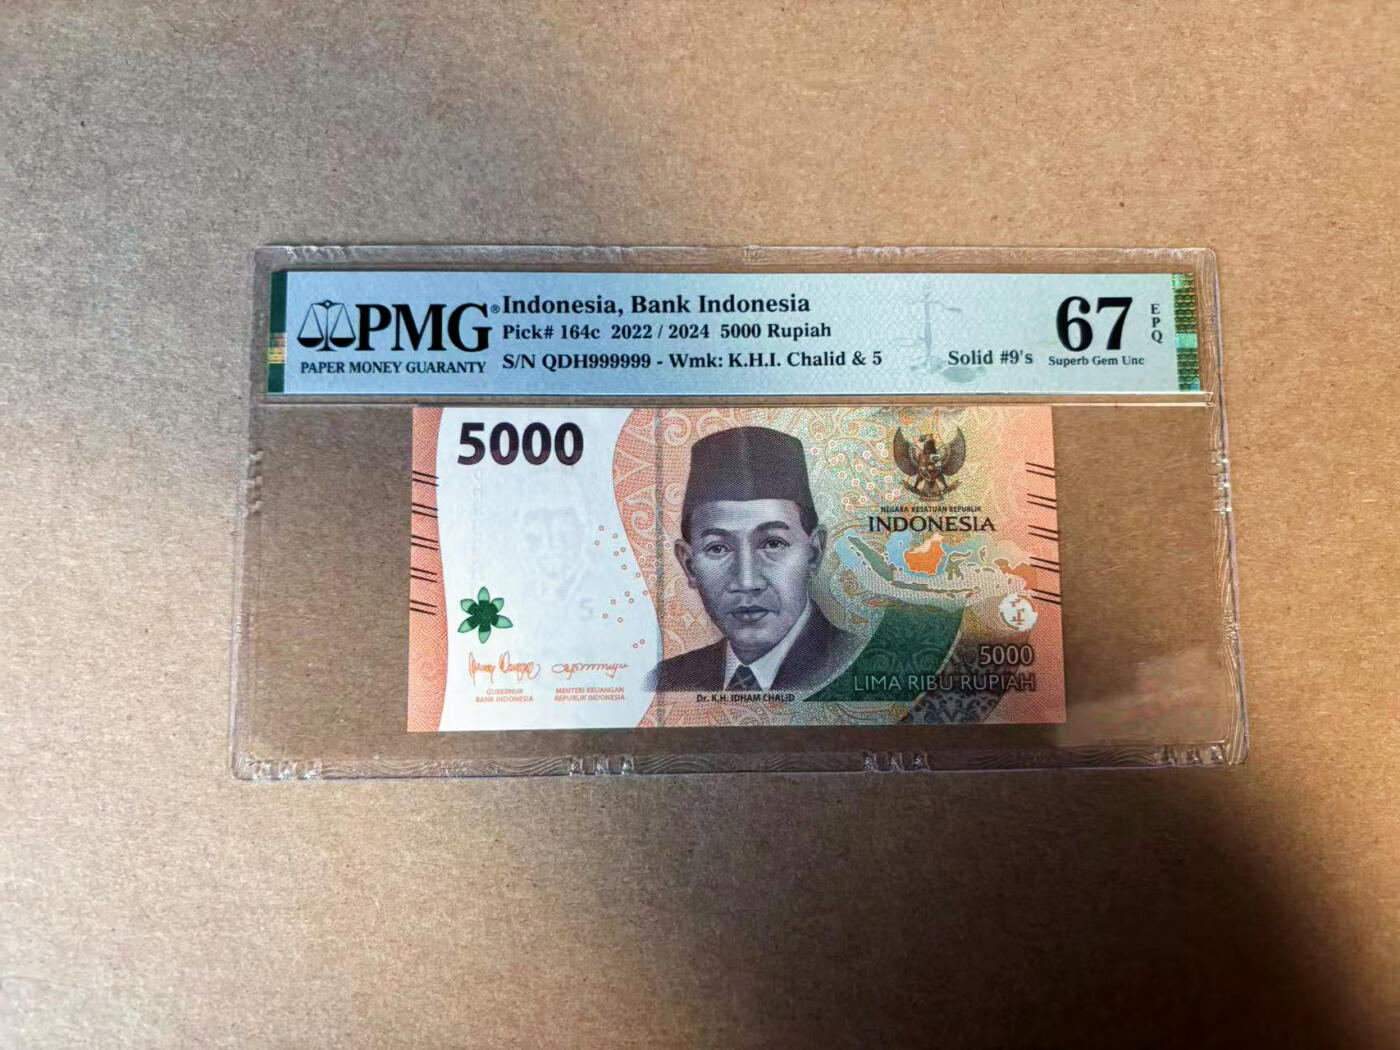 PMG®
PAPER MONEY GUARANTY
Indonesia, Bank Indonesia
Pick# 164c 2022 / 2024 5000 Rupiah
S/N QDH999999 - Wmk: K.H.I. Chalid & 5
Solid #9's
67
Superb Gem Unc
EPQ
5000
NEGARA KESATUAN REPUBLIK
INDONESIA
5
GUBERNUR
BANK INDONESIA
MENTERI KEUANGAN
REPUBLIK INDONESIA
Dr. K.H. IDHAM CHALID
5000
LIMA RIBU RUPIAH